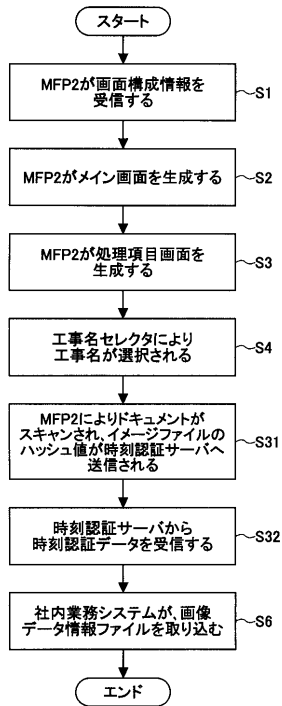 スタート
MFP2が画面構成情報を
受信する
S1
MFP2がメイン画面を生成する
S2
MFP2が処理項目画面を
生成する
S3
工事名セレクタにより
工事名が選択される
S4
MFP2によりドキュメントが
スキャンされ、イメージファイルの
ハッシュ値が時刻認証サーバへ
送信される
S31
時刻認証サーバから
時刻認証データを受信する
S32
社内業務システムが、画像
データ情報ファイルを取り込む
S6
エンド